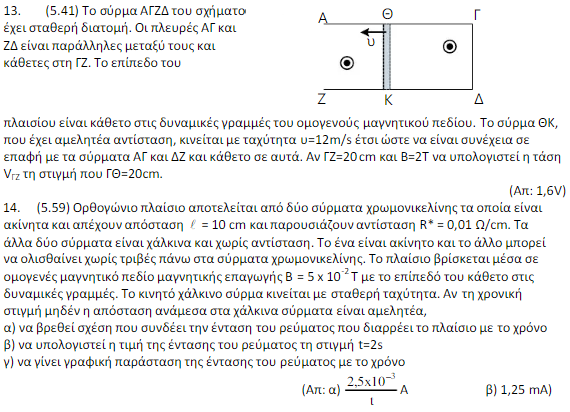 13. (5.41) Το σύρμα ΑΓΖΔ του σχήματο
έχει σταθερή διατομή. Οι πλευρές ΑΓ και
ΖΔ είναι παράλληλες μεταξύ τους και
κάθετες στη ΓΖ. Το επίπεδο του
Α Θ Γ
υ
Ζ Κ Δ
πλαισίου είναι κάθετο στις δυναμικές γραμμές του ομογενούς μαγνητικού πεδίου. Το σύρμα ΘΚ,
που έχει αμελητέα αντίσταση, κινείται με ταχύτητα υ=12m/s έτσι ώστε να είναι συνέχεια σε
επαφή με τα σύρματα ΑΓ και ΔΖ και κάθετο σε αυτά. Αν ΓΖ=20cm και Β=2Τ να υπολογιστεί η τάση
V_ΓΖ τη στιγμή που ΓΘ=20cm.
(Απ: 1,6V)
14. (5.59) Ορθογώνιο πλαίσιο αποτελείται από δύο σύρματα χρωμονικελίνης τα οποία είναι
ακίνητα και απέχουν απόσταση ℓ = 10 cm και παρουσιάζουν αντίσταση R* = 0,01 Ω/cm. Τα
άλλα δύο σύρματα είναι χάλκινα και χωρίς αντίσταση. Το ένα είναι ακίνητο και το άλλο μπορεί
να ολισθαίνει χωρίς τριβές πάνω στα σύρματα χρωμονικελίνης. Το πλαίσιο βρίσκεται μέσα σε
ομογενές μαγνητικό πεδίο μαγνητικής επαγωγής Β = 5 x 10⁻² Τ με το επίπεδό του κάθετο στις
δυναμικές γραμμές. Το κινητό χάλκινο σύρμα κινείται με σταθερή ταχύτητα. Αν τη χρονική
στιγμή μηδέν η απόσταση ανάμεσα στα χάλκινα σύρματα είναι αμελητέα,
α) να βρεθεί σχέση που συνδέει την ένταση του ρεύματος που διαρρέει το πλαίσιο με το χρόνο
β) να υπολογιστεί η τιμή της έντασης του ρεύματος τη στιγμή t=2s
γ) να γίνει γραφική παράσταση της έντασης του ρεύματος με το χρόνο
(Απ: α) 2,5x10⁻³/t A β) 1,25 mA)